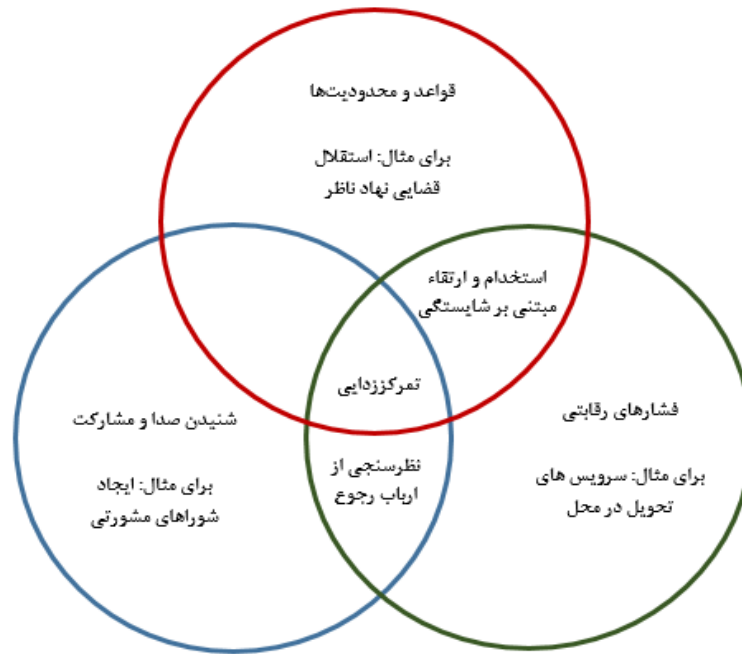 قواعد و محدودیت‌ها
برای مثال: استقلال
قضایی نهاد ناظر
استخدام و ارتقاء
مبتنی بر شایستگی
تمرکززدایی
شنیدن صدا و مشارکت
برای مثال: ایجاد
شوراهای مشورتی
نظرسنجی از
ارباب رجوع
فشارهای رقابتی
برای مثال: سرویس های
تحویل در محل